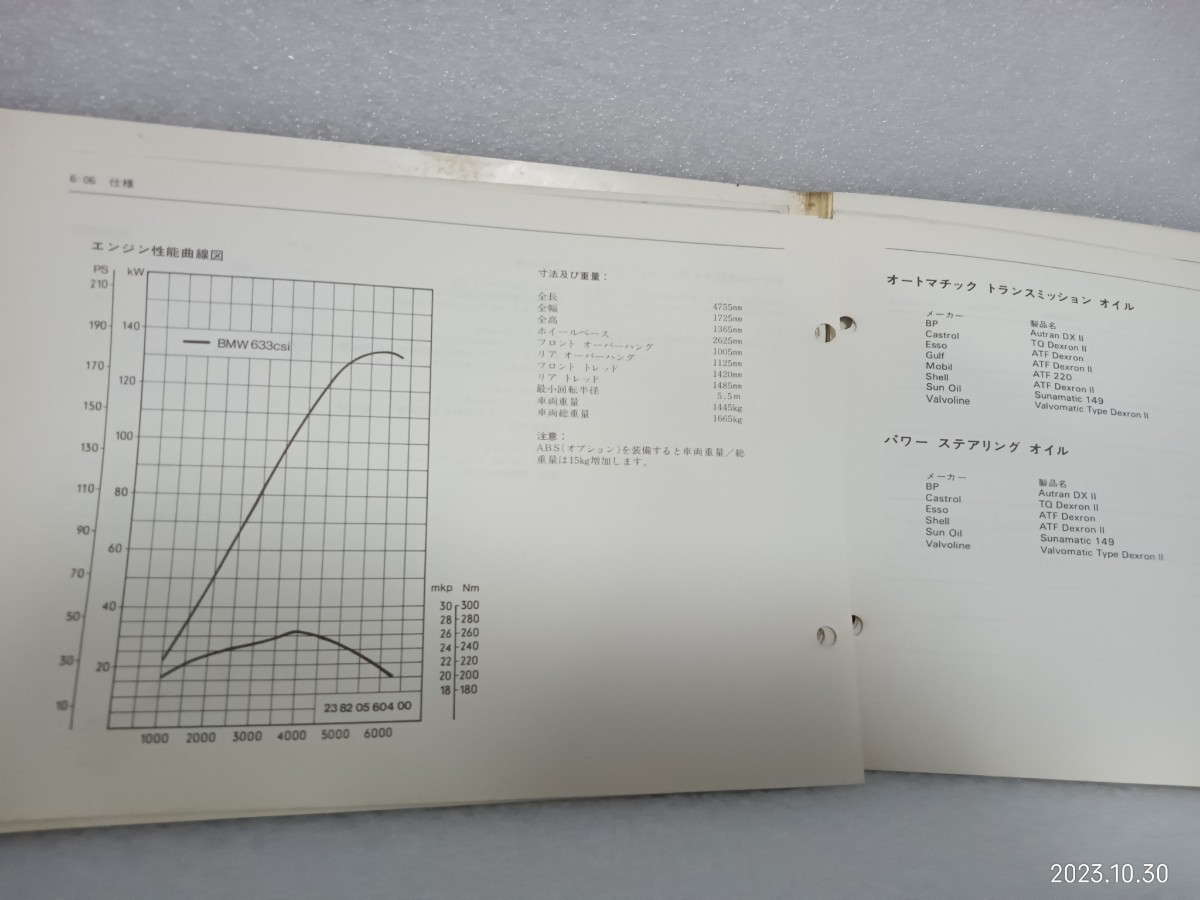 6-06 仕様
エンジン性能曲線図
PS kW
210
190
170
150
130
110
90
70
50
30
10
140
120
100
80
60
40
20
BMW 633csi
mkp Nm
30 300
28 280
26 260
24 240
22 220
20 200
18 180
23 82 05 604 00
1000 2000 3000 4000 5000 6000
寸法及び重量：
全長 4755mm
全幅 1725mm
全高 1365mm
ホイールベース 2625mm
フロント オーバーハング 1005mm
リア オーバーハング 1125mm
フロント トレッド 1420mm
リア トレッド 1485mm
最小回転半径 5.5m
車両重量 1445kg
車両総重量 1665kg
注意：
ABS(オプション)を装備すると車両重量／総
重量は15kg増加します。
オートマチック トランスミッション オイル
メーカー 製品名
BP Autran DX II
Castrol TQ Dexron II
Esso ATF Dexron
Gulf ATF Dexron II
Mobil ATF 220
Shell ATF Dexron II
Sun Oil Sunamatic 149
Valvoline Valvomatic Type Dexron II
パワー ステアリング オイル
メーカー 製品名
BP Autran DX II
Castrol TQ Dexron II
Esso ATF Dexron
Shell ATF Dexron II
Sun Oil Sunamatic 149
Valvoline Valvomatic Type Dexron II
2023.10.30